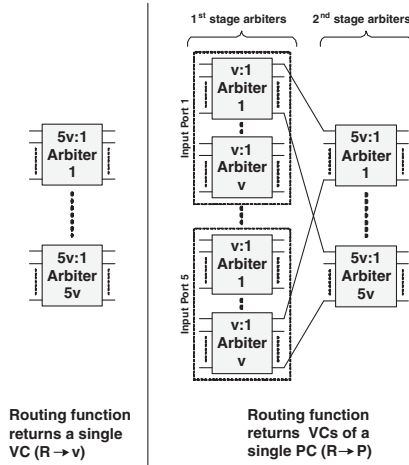 1st stage arbiters
2nd stage arbiters
5v:1
Arbiter
1
5v:1
Arbiter
5v
Input Port 1
v:1
Arbiter
1
v:1
Arbiter
v
Input Port 5
v:1
Arbiter
1
v:1
Arbiter
v
5v:1
Arbiter
1
5v:1
Arbiter
5v
Routing function
returns a single
VC (R→v)
Routing function
returns VCs of a
single PC (R→P)